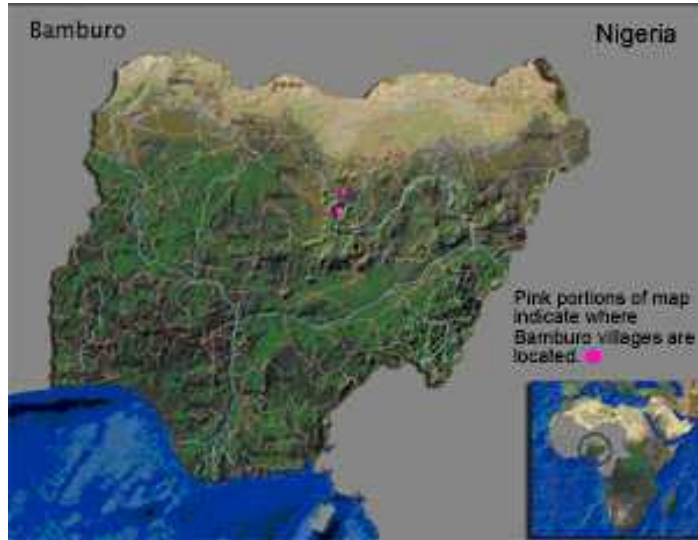 Bamburo
Nigeria
Pink portions of map
indicate where
Bamburo villages are
located.